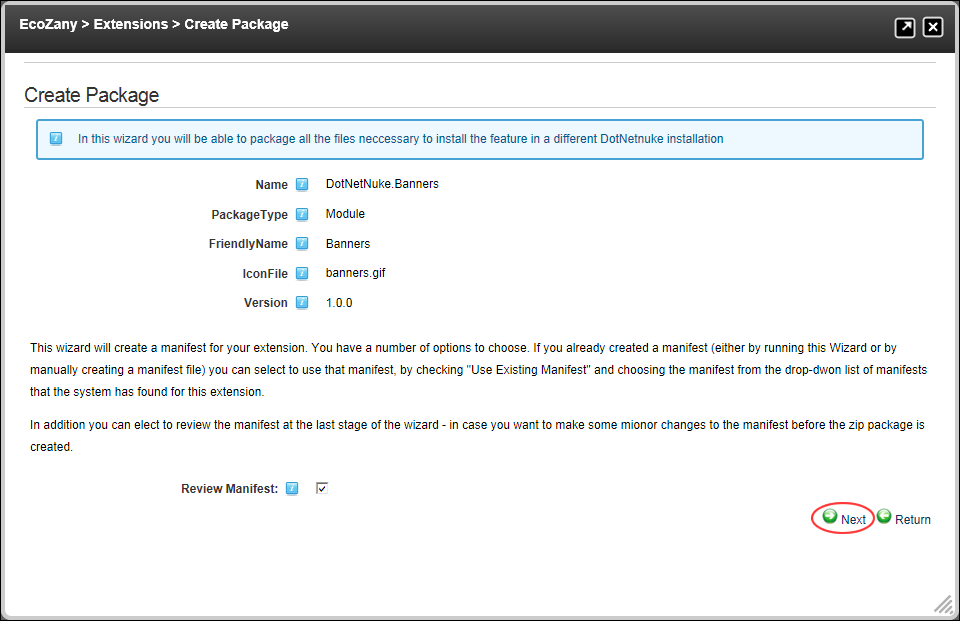 EcoZany > Extensions > Create Package
Create Package
In this wizard you will be able to package all the files neccessary to install the feature in a different DotNetnuke installation
Name DotNetNuke.Banners
PackageType Module
FriendlyName Banners
IconFile banners.gif
Version 1.0.0
This wizard will create a manifest for your extension. You have a number of options to choose. If you already created a manifest (either by running this Wizard or by
manually creating a manifest file) you can select to use that manifest, by checking "Use Existing Manifest" and choosing the manifest from the drop-dwon list of manifests
that the system has found for this extension.
In addition you can elect to review the manifest at the last stage of the wizard - in case you want to make some mionor changes to the manifest before the zip package is
created.
Review Manifest:
Next Return